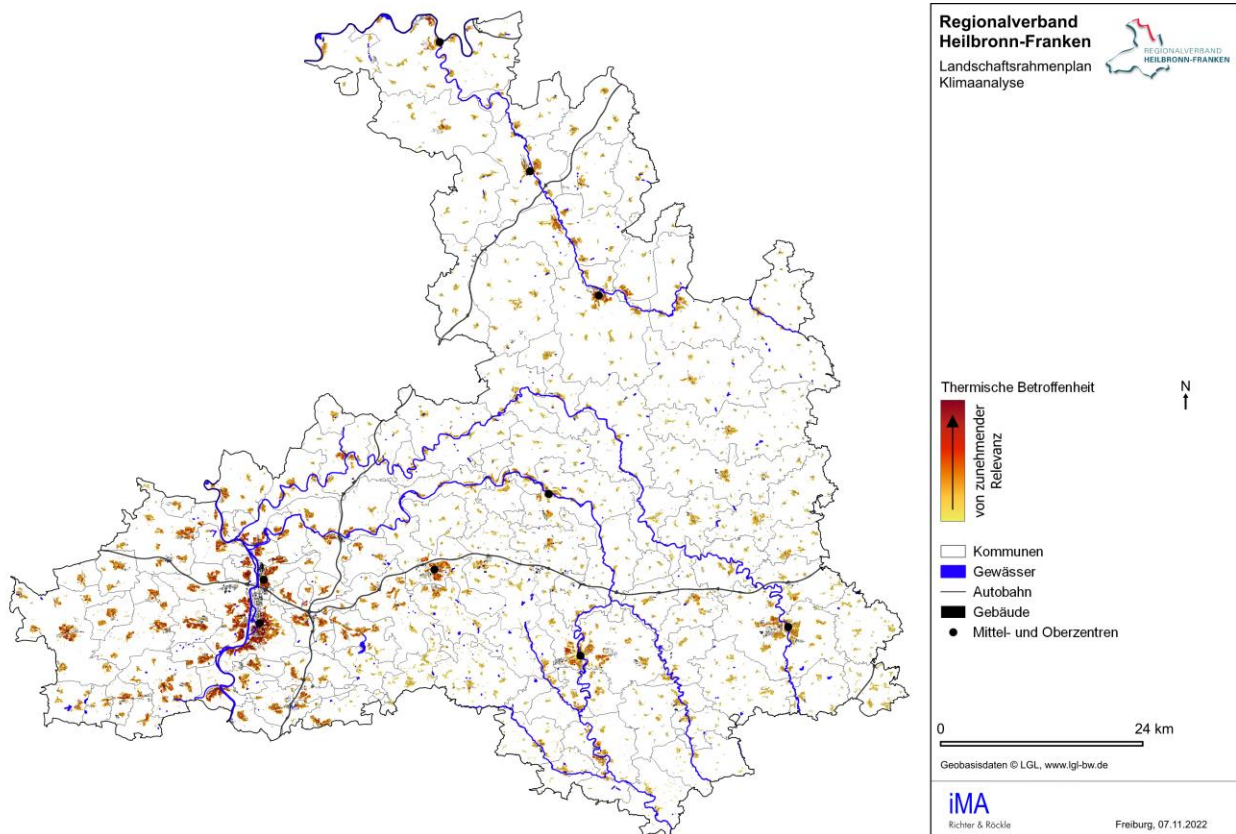 Regionalverband
Heilbronn-Franken
Landschaftsrahmenplan
Klimaanalyse
REGIONALVERBAND
HEILBRONN-FRANKEN
Thermische Betroffenheit
von zunehmender
Relevanz
N
Kommunen
Gewässer
Autobahn
Gebäude
Mittel- und Oberzentren
0 24 km
Geobasisdaten © LGL, www.lgl-bw.de
iMA
Richter & Röckle
Freiburg, 07.11.2022